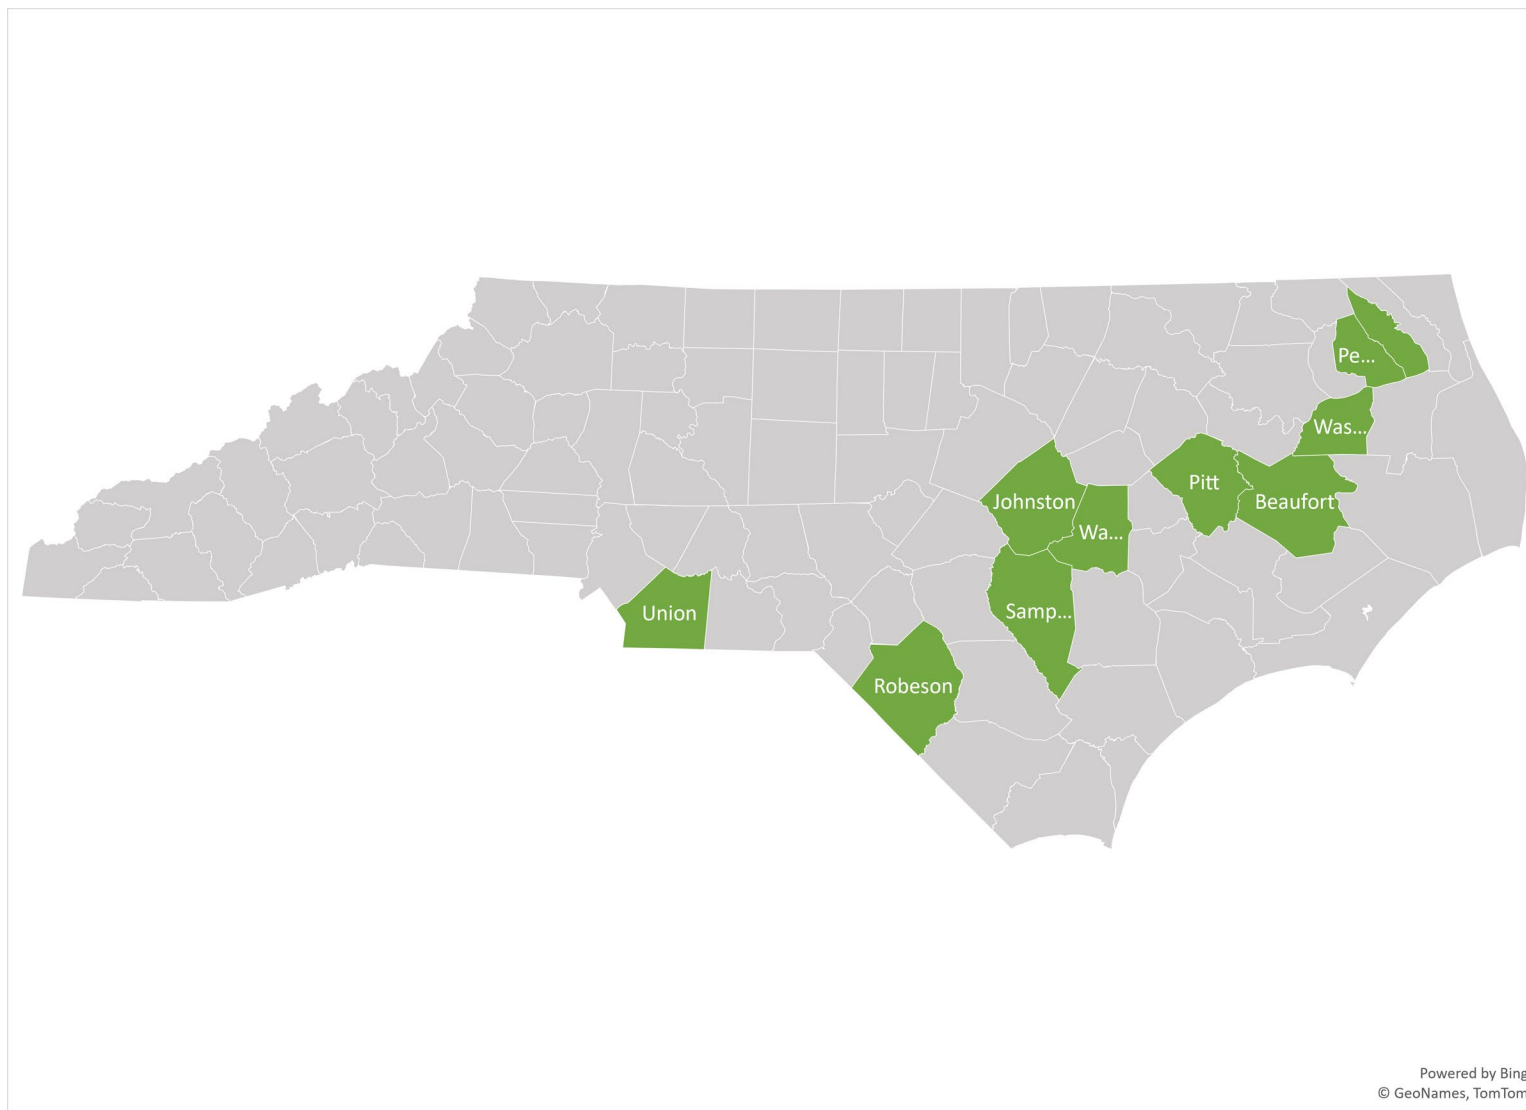 Pe...
Was...
Pitt
Beaufort
Johnston
Wa...
Union
Samp...
Robeson
Powered by Bing
© GeoNames, TomTom